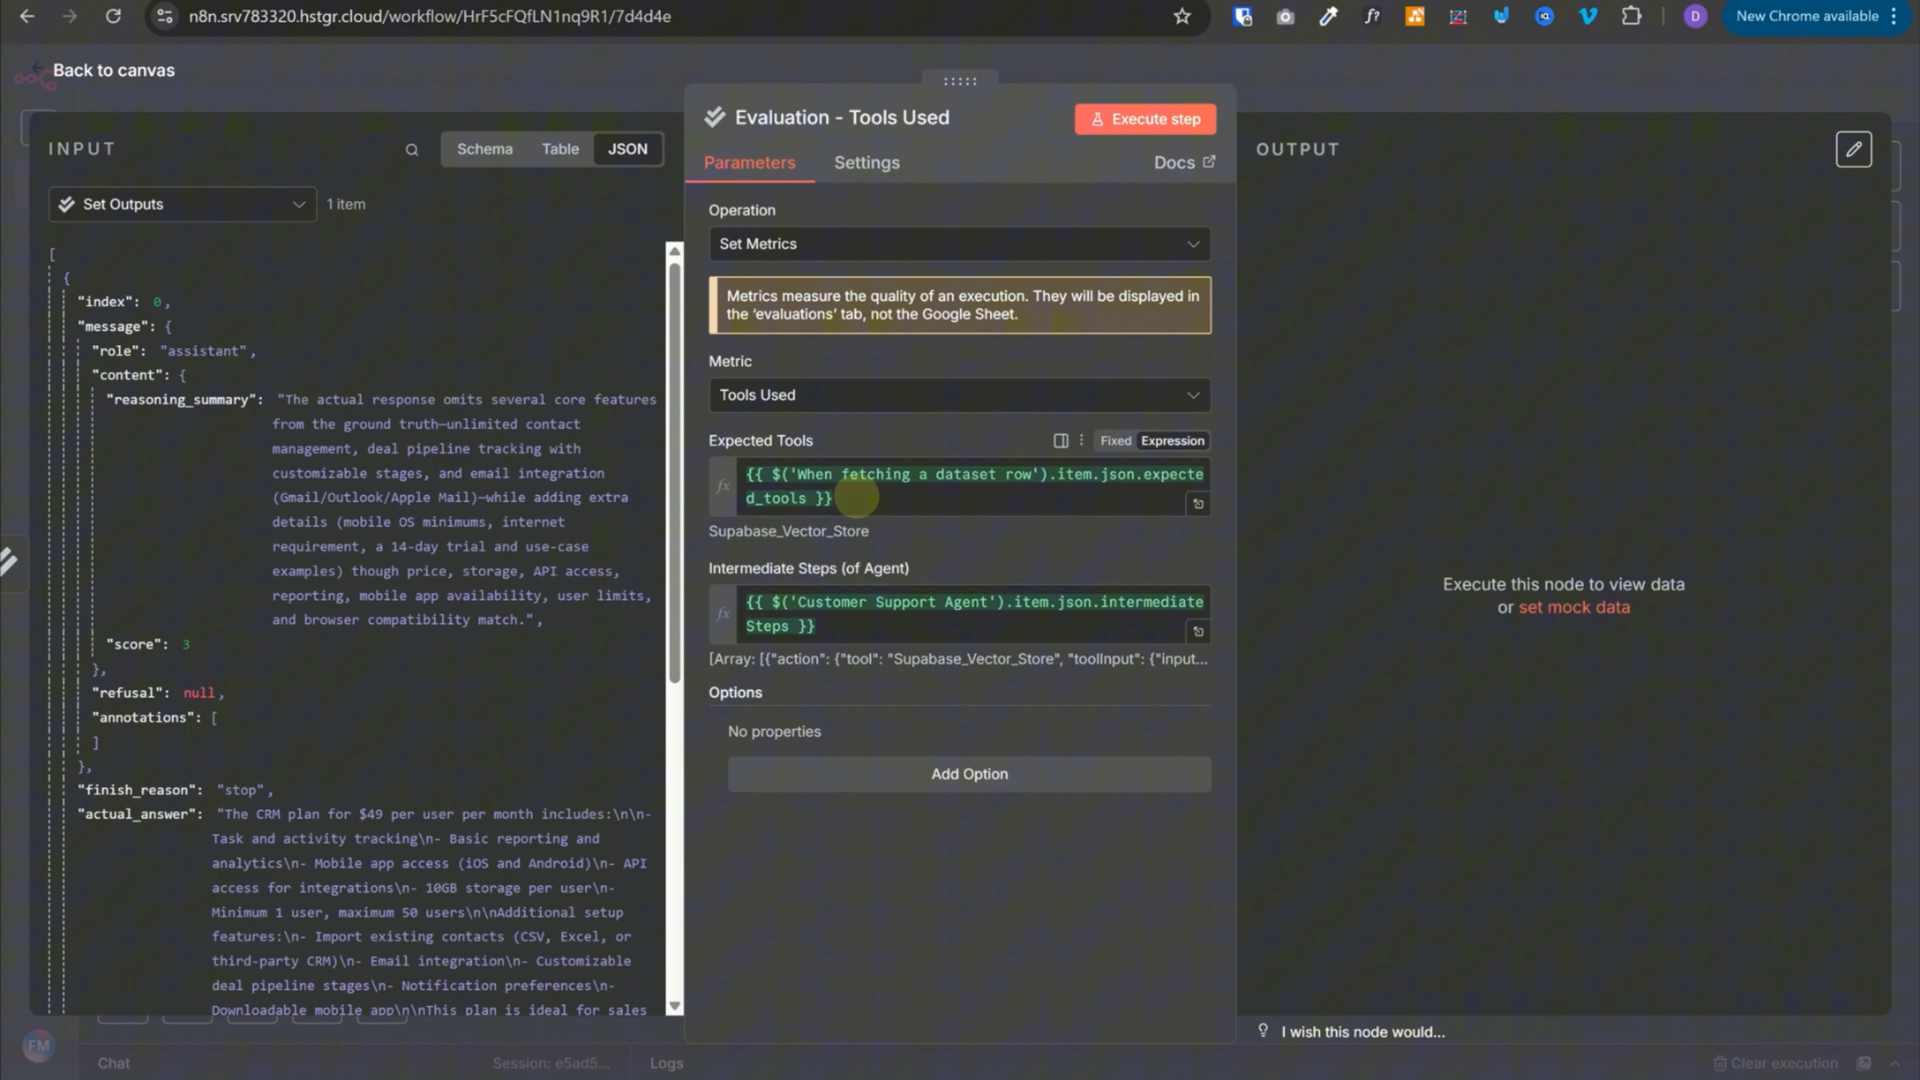 n8n.srv783320.hstgr.cloud/workflow/HrF5cFQfLN1nq9R1/7d4d4e
D
New Chrome available
Back to canvas
INPUT
Schema
Table
JSON
Set Outputs
1 item
[
{
"index": 0,
"message": {
"role": "assistant",
"content": {
"reasoning_summary": "The actual response omits several core features
from the ground truth—unlimited contact
management, deal pipeline tracking with
customizable stages, and email integration
(Gmail/Outlook/Apple Mail)—while adding extra
details (mobile OS minimums, internet
requirement, a 14-day trial and use-case
examples) though price, storage, API access,
reporting, mobile app availability, user limits,
and browser compatibility match.",
"score": 3
},
"refusal": null,
"annotations": [
]
},
"finish_reason": "stop",
"actual_answer": "The CRM plan for $49 per user per month includes:\n\n-
Task and activity tracking\n- Basic reporting and
analytics\n- Mobile app access (iOS and Android)\n- API
access for integrations\n- 10GB storage per user\n-
Minimum 1 user, maximum 50 users\n\nAdditional setup
features:\n- Import existing contacts (CSV, Excel, or
third-party CRM)\n- Email integration\n- Customizable
deal pipeline stages\n- Notification preferences\n-
Downloadable mobile app\n\nThis plan is ideal for sales
Evaluation - Tools Used
Execute step
Parameters
Settings
Docs
Operation
Set Metrics
Metrics measure the quality of an execution. They will be displayed in
the ‘evaluations’ tab, not the Google Sheet.
Metric
Tools Used
Expected Tools
Fixed
Expression
fx
{{ $('When fetching a dataset row').item.json.expecte
d_tools }}
Supabase_Vector_Store
Intermediate Steps (of Agent)
fx
{{ $('Customer Support Agent').item.json.intermediate
Steps }}
[Array: [{"action": {"tool": "Supabase_Vector_Store", "toolInput": {"input...
Options
No properties
Add Option
OUTPUT
Execute this node to view data
or set mock data
I wish this node would...
FM
Chat
Session: e5ad5...
Logs
Clear execution